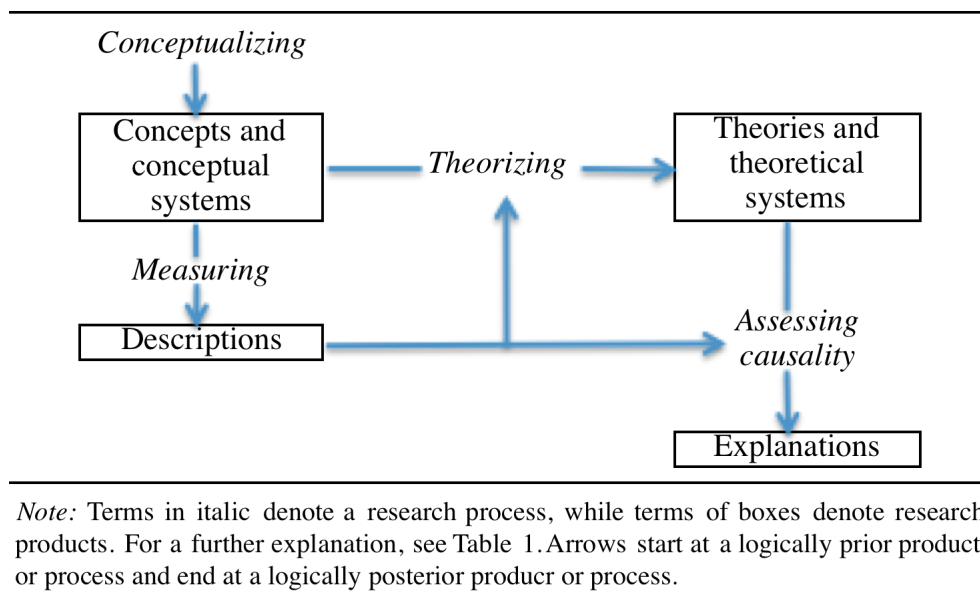 Conceptualizing
Concepts and
conceptual
systems
Theorizing
Theories and
theoretical
systems
Measuring
Descriptions
Assessing
causality
Explanations
Note: Terms in italic denote a research process, while terms of boxes denote research
products. For a further explanation, see Table 1.Arrows start at a logically prior product
or process and end at a logically posterior producr or process.